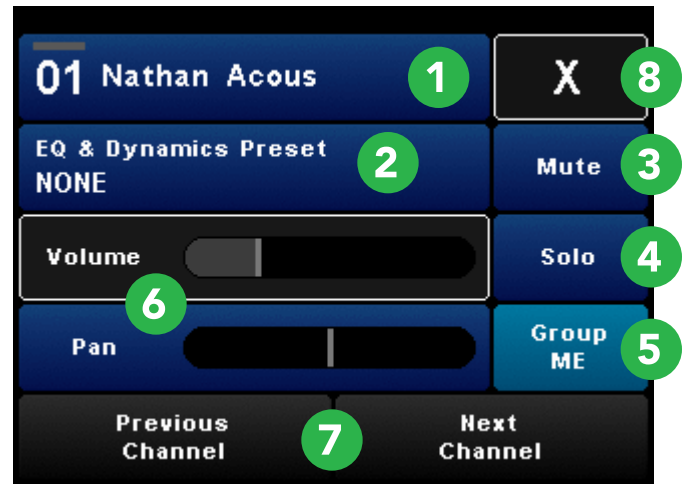 01 Nathan Acous
1
X
8
EQ & Dynamics Preset
NONE
2
Mute
3
Volume
Solo
4
6
Pan
Group
ME
5
Previous
Channel
7
Next
Channel